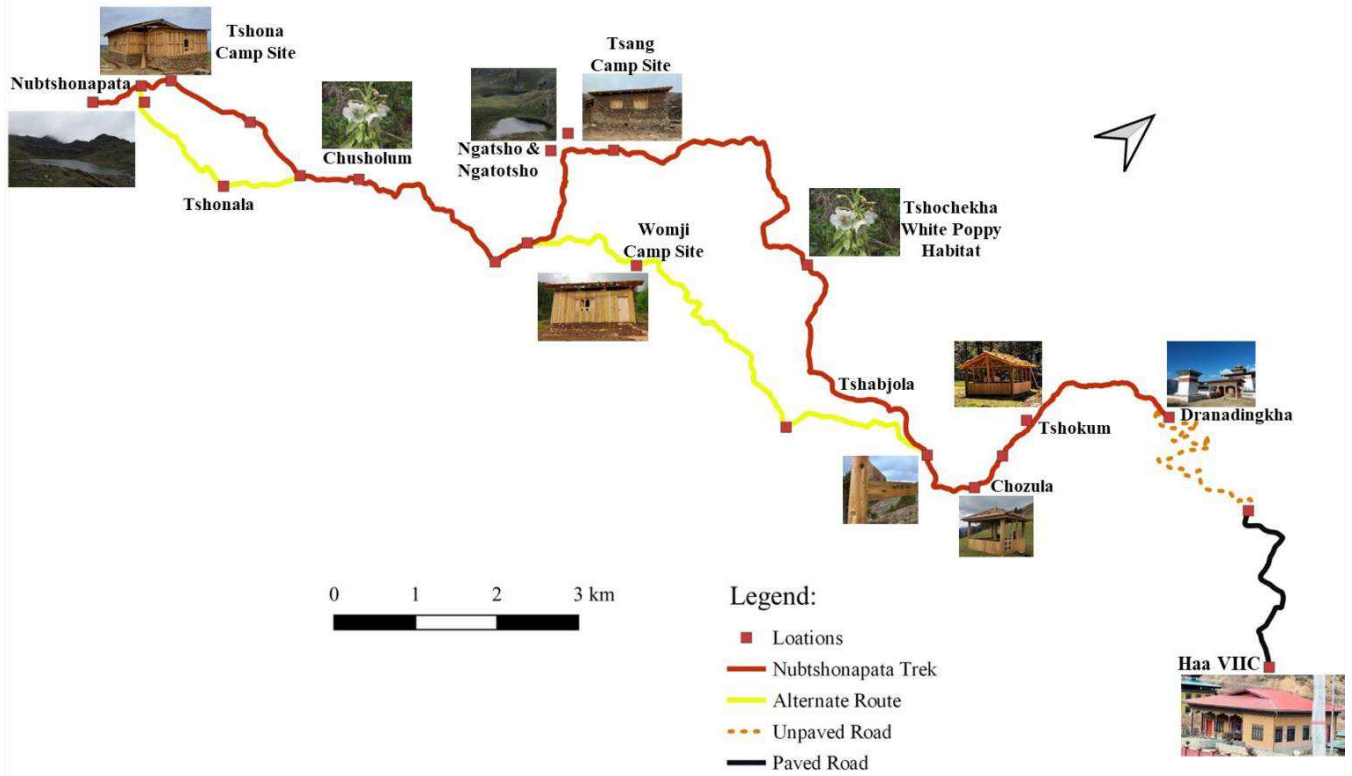 Tshona
Camp Site
Nubtshonapata
Tshonala
Chusholum
Ngatsho &
Ngatotsho
Tsang
Camp Site
Womji
Camp Site
Tshochekha
White Poppy
Habitat
Tshabjola
Tshokum
Dranadingkha
Chozula
Haa VIIC
0 1 2 3 km
Legend:
Loations
Nubtshonapata Trek
Alternate Route
Unpaved Road
Paved Road